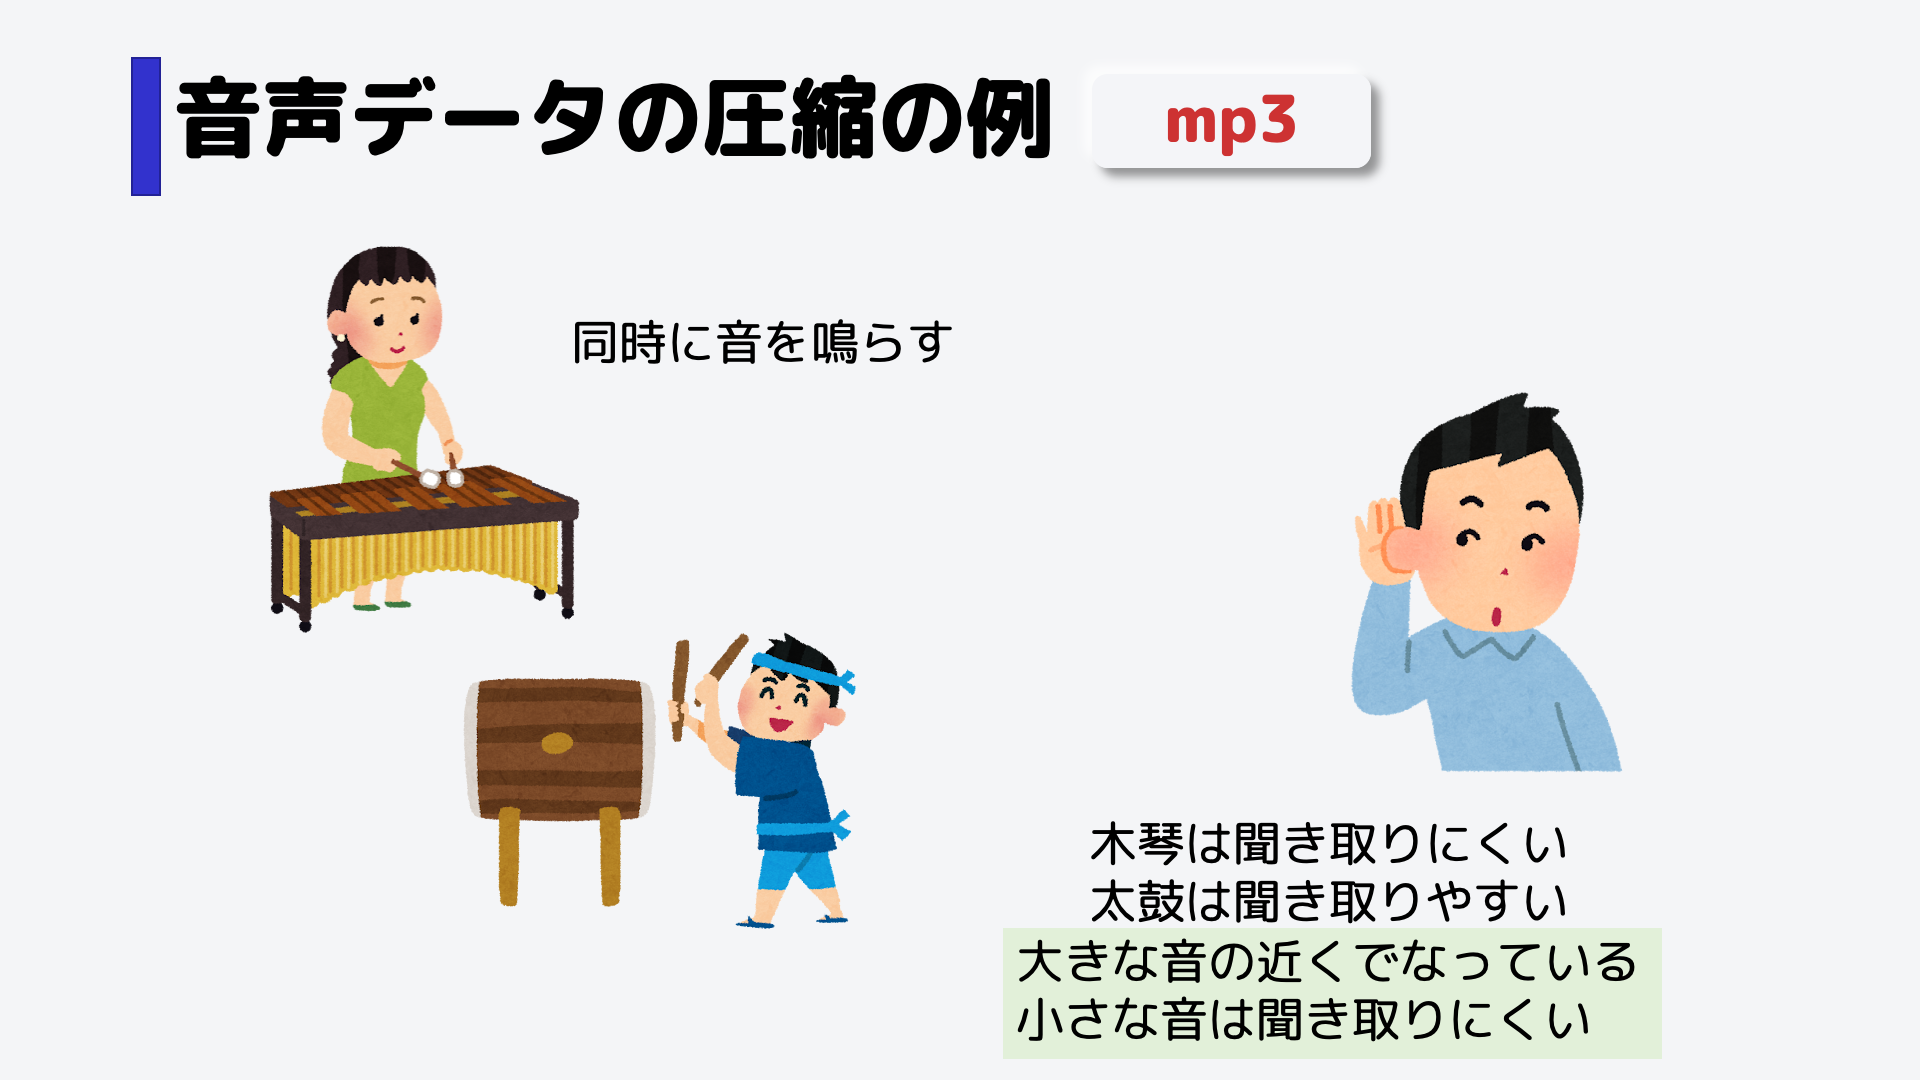 音声データの圧縮の例
mp3
同時に音を鳴らす
木琴は聞き取りにくい
太鼓は聞き取りやすい
大きな音の近くでなっている
小さな音は聞き取りにくい